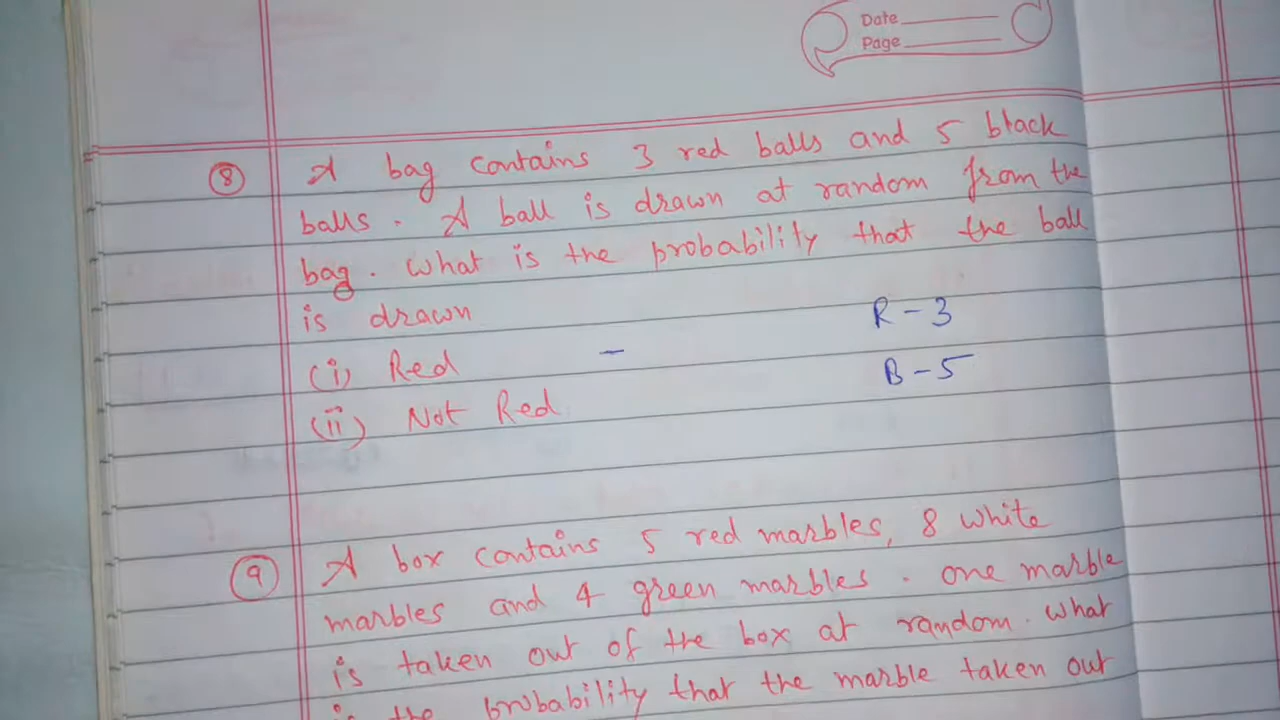 Date
Page
8 A bag contains 3 red balls and 5 black
balls. A ball is drawn at random from the
bag. What is the probability that the ball
is drawn
R - 3
(i) Red -
B - 5
(ii) Not Red
9 A box contains 5 red marbles, 8 white
marbles and 4 green marbles. One marble
is taken out of the box at random. What
is the probability that the marble taken out